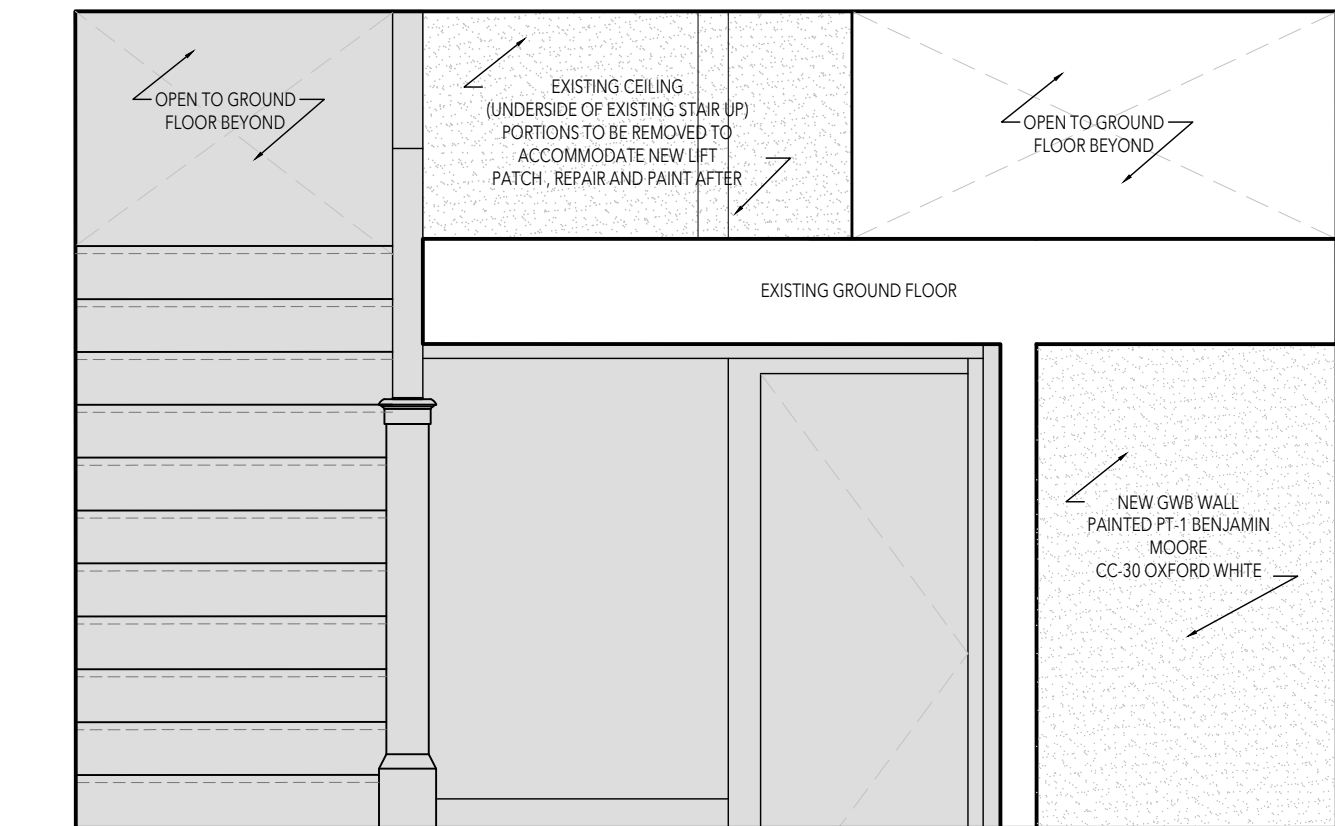 OPEN TO GROUND
FLOOR BEYOND
EXISTING CEILING
(UNDERSIDE OF EXISTING STAIR UP)
PORTIONS TO BE REMOVED TO
ACCOMMODATE NEW LIFT
PATCH , REPAIR AND PAINT AFTER
OPEN TO GROUND
FLOOR BEYOND
EXISTING GROUND FLOOR
NEW GWB WALL
PAINTED PT-1 BENJAMIN
MOORE
CC-30 OXFORD WHITE